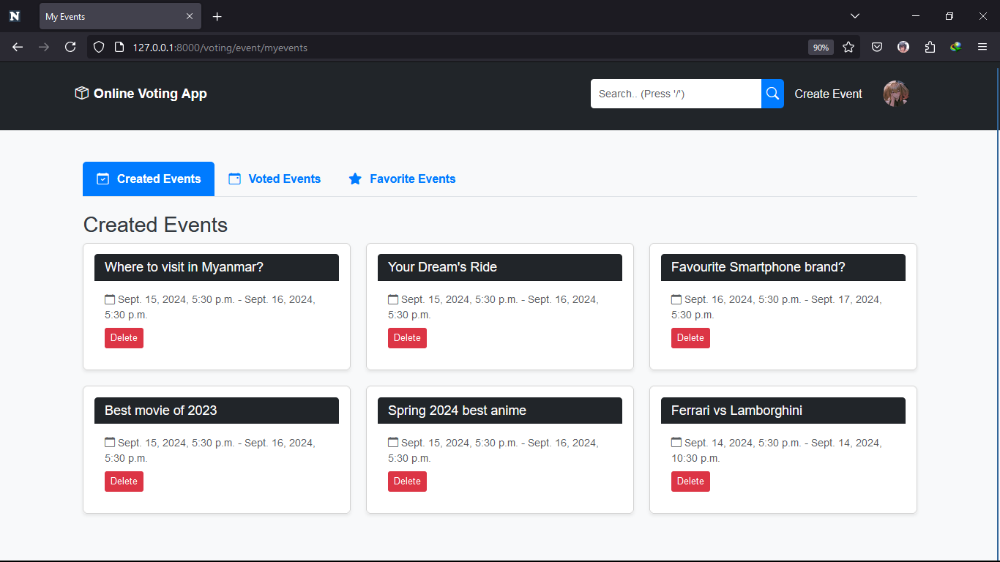 N
My Events
127.0.0.1:8000/voting/event/myevents
90%
Online Voting App
Search.. (Press '/')
Create Event
Created Events
Voted Events
Favorite Events
Created Events
Where to visit in Myanmar?
Sept. 15, 2024, 5:30 p.m. - Sept. 16, 2024,
5:30 p.m.
Delete
Your Dream's Ride
Sept. 15, 2024, 5:30 p.m. - Sept. 16, 2024,
5:30 p.m.
Delete
Favourite Smartphone brand?
Sept. 16, 2024, 5:30 p.m. - Sept. 17, 2024,
5:30 p.m.
Delete
Best movie of 2023
Sept. 15, 2024, 5:30 p.m. - Sept. 16, 2024,
5:30 p.m.
Delete
Spring 2024 best anime
Sept. 15, 2024, 5:30 p.m. - Sept. 16, 2024,
5:30 p.m.
Delete
Ferrari vs Lamborghini
Sept. 14, 2024, 5:30 p.m. - Sept. 14, 2024,
10:30 p.m.
Delete